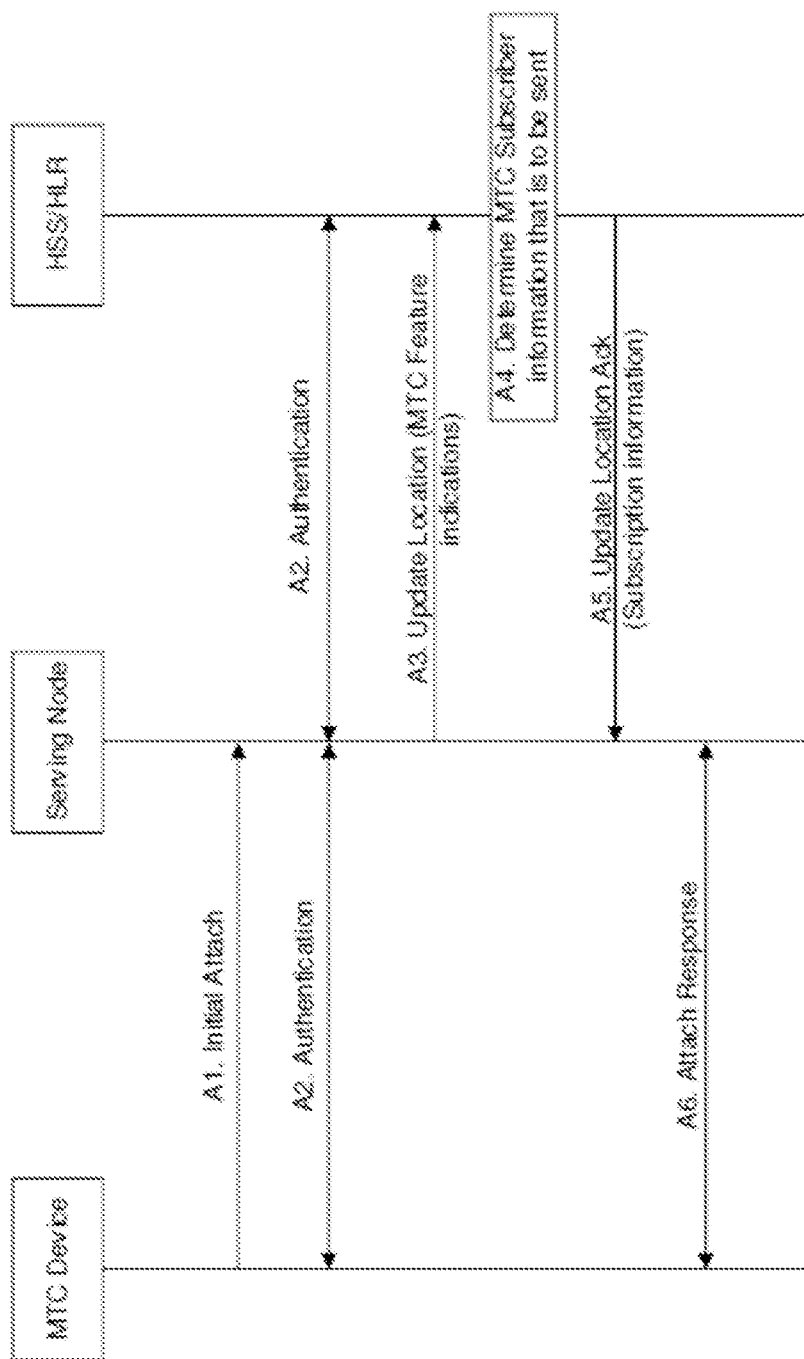 MTC Device
Serving Node
HSS/HLR
A1. Initial Attach
A2. Authentication
A2. Authentication
A3. Update Location (MTC Feature
indications)
A4. Determine MTC Subscriber
information that is to be sent
A5. Update Location Ack
(Subscription information)
A6. Attach Response